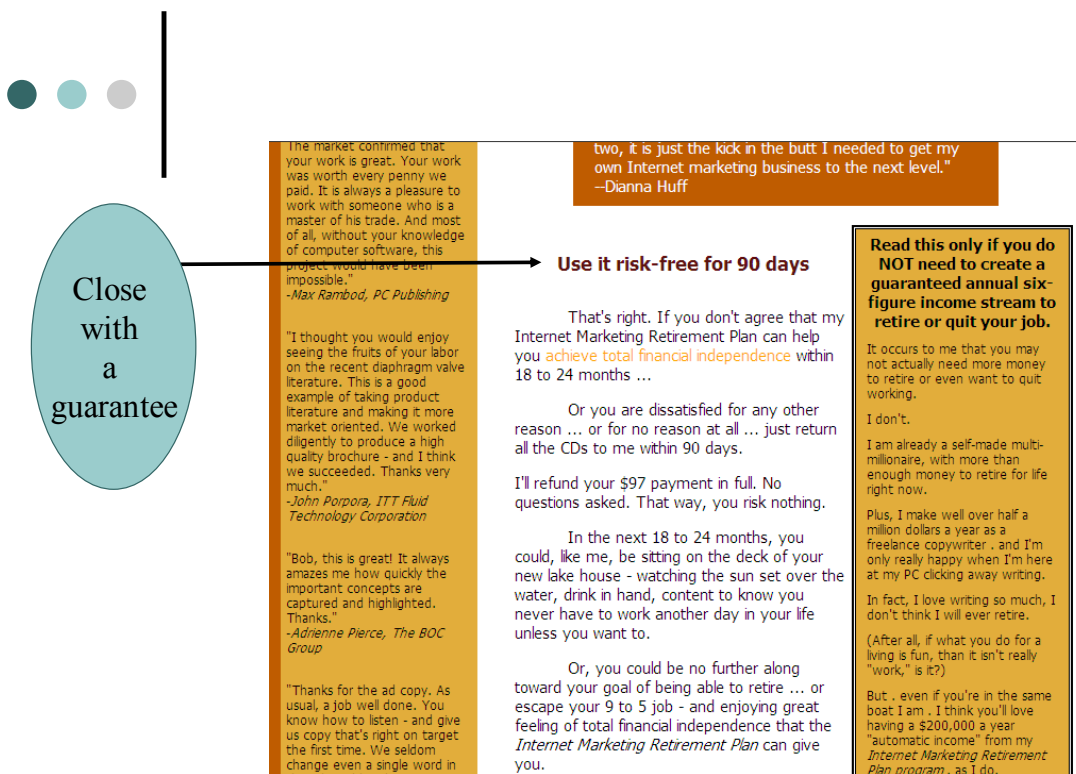 Close
with
a
guarantee
The market confirmed that
your work is great. Your work
was worth every penny we
paid. It is always a pleasure to
work with someone who is a
master of his trade. And most
of all, without your knowledge
of computer software, this
project would have been
impossible."
-Max Rambod, PC Publishing
"I thought you would enjoy
seeing the fruits of your labor
on the recent diaphragm valve
literature. This is a good
example of taking product
literature and making it more
market oriented. We worked
diligently to produce a high
quality brochure - and I think
we succeeded. Thanks very
much."
-John Porpora, ITT Fluid
Technology Corporation
"Bob, this is great! It always
amazes me how quickly the
important concepts are
captured and highlighted.
Thanks."
-Adrienne Pierce, The BOC
Group
"Thanks for the ad copy. As
usual, a job well done. You
know how to listen - and give
us copy that's right on target
the first time. We seldom
change even a single word in
two, it is just the kick in the butt I needed to get my
own Internet marketing business to the next level."
--Dianna Huff
Use it risk-free for 90 days
That's right. If you don't agree that my
Internet Marketing Retirement Plan can help
you achieve total financial independence within
18 to 24 months ...
Or you are dissatisfied for any other
reason ... or for no reason at all ... just return
all the CDs to me within 90 days.
I'll refund your $97 payment in full. No
questions asked. That way, you risk nothing.
In the next 18 to 24 months, you
could, like me, be sitting on the deck of your
new lake house - watching the sun set over the
water, drink in hand, content to know you
never have to work another day in your life
unless you want to.
Or, you could be no further along
toward your goal of being able to retire ... or
escape your 9 to 5 job - and enjoying great
feeling of total financial independence that the
Internet Marketing Retirement Plan can give
you.
Read this only if you do
NOT need to create a
guaranteed annual six-
figure income stream to
retire or quit your job.
It occurs to me that you may
not actually need more money
to retire or even want to quit
working.
I don't.
I am already a self-made multi-
millionaire, with more than
enough money to retire for life
right now.
Plus, I make well over half a
million dollars a year as a
freelance copywriter . and I'm
only really happy when I'm here
at my PC clicking away writing.
In fact, I love writing so much, I
don't think I will ever retire.
(After all, if what you do for a
living is fun, than it isn't really
"work," is it?)
But . even if you're in the same
boat I am . I think you'll love
having a $200,000 a year
"automatic income" from my
Internet Marketing Retirement
Plan program . as I do.